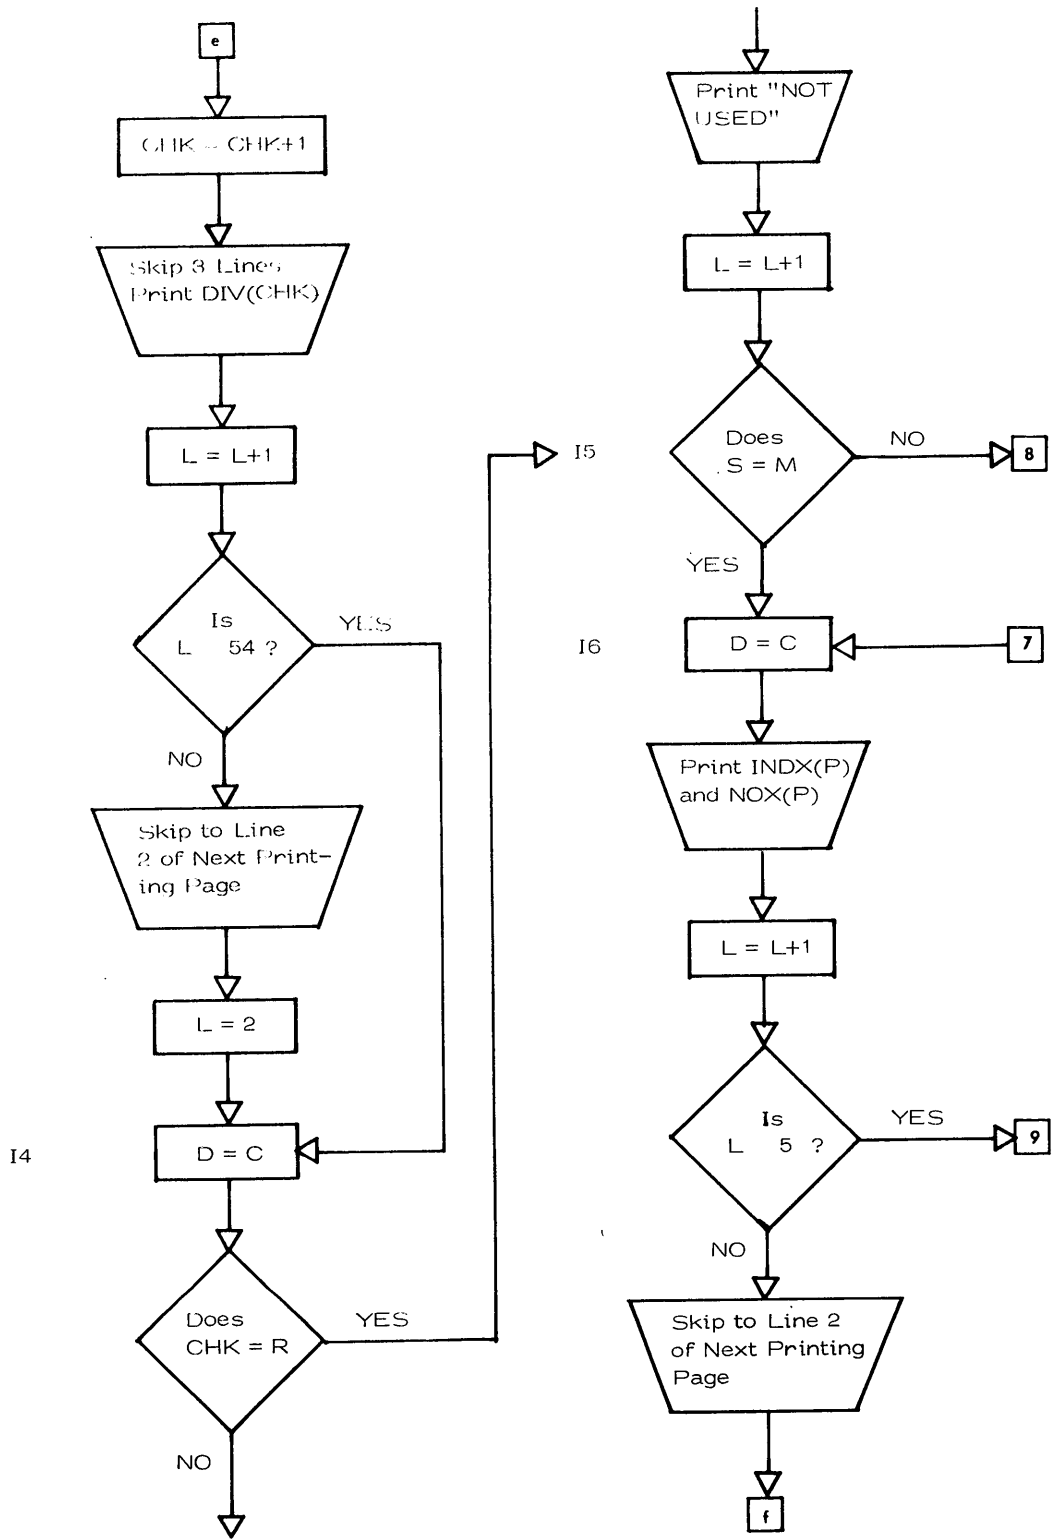 e
CHK = CHK+1
Skip 3 Lines
Print DIV(CHK)
L = L+1
Is
L 54 ?
YES
NO
Skip to Line
2 of Next Print-
ing Page
L = 2
I4
D = C
Does
CHK = R
YES
NO
Print "NOT
USED"
L = L+1
I5
Does
S = M
NO
8
YES
I6
D = C
7
Print INDX(P)
and NOX(P)
L = L+1
Is
L 5 ?
YES
9
NO
Skip to Line 2
of Next Printing
Page
f